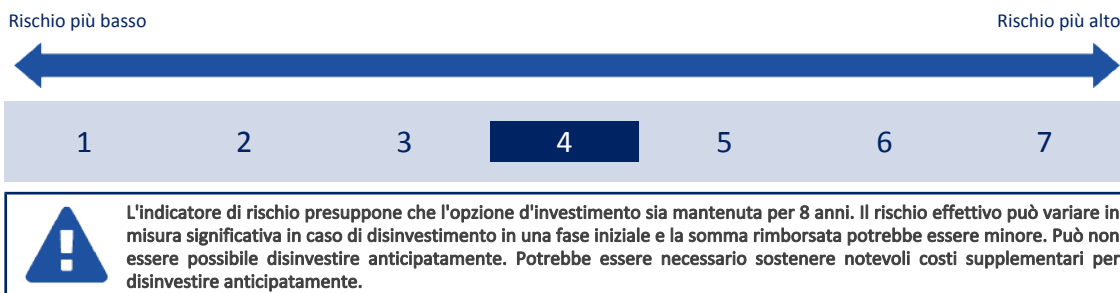 Rischio più basso Rischio più alto
1 2 3 4 5 6 7
L'indicatore di rischio presuppone che l'opzione d'investimento sia mantenuta per 8 anni. Il rischio effettivo può variare in
misura significativa in caso di disinvestimento in una fase iniziale e la somma rimborsata potrebbe essere minore. Può non
essere possibile disinvestire anticipatamente. Potrebbe essere necessario sostenere notevoli costi supplementari per
disinvestire anticipatamente.